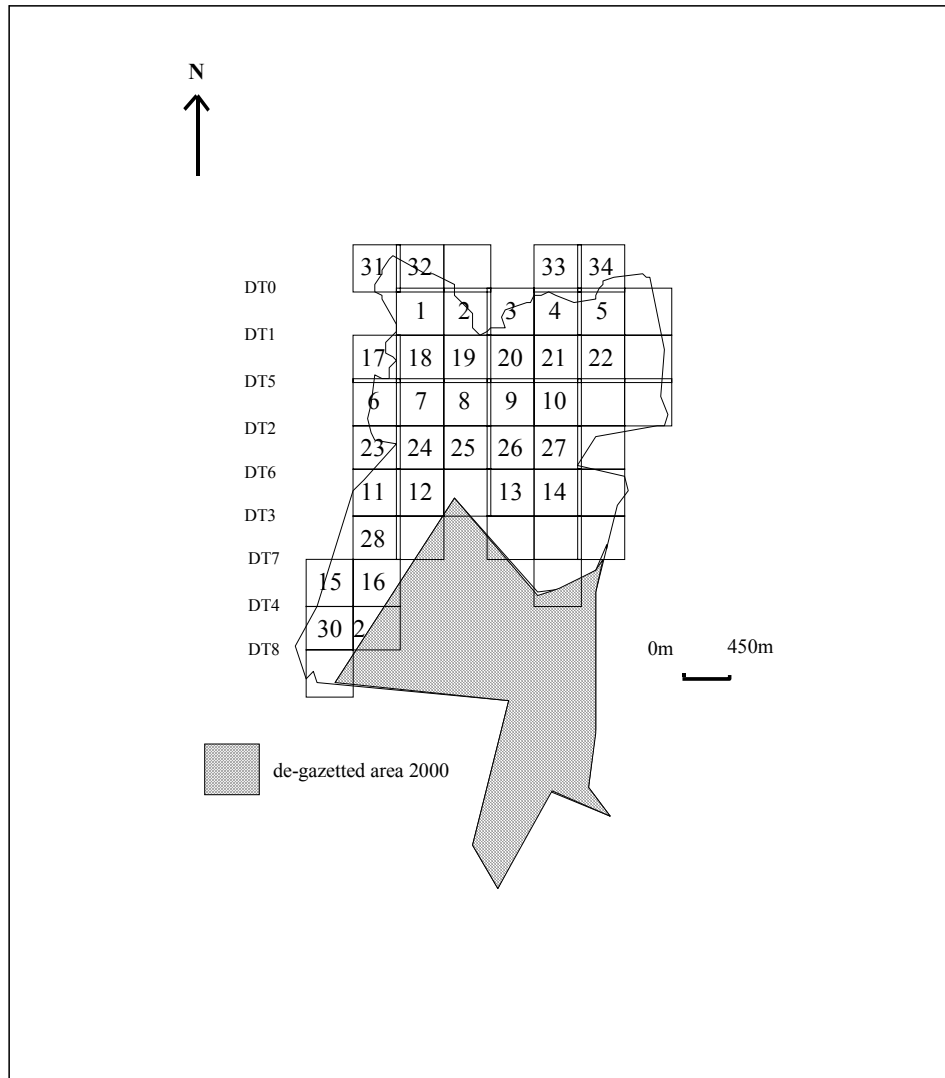 N
31 32 33 34
DT0
1 2 3 4 5
DT1
17 18 19 20 21 22
DT5
6 7 8 9 10
DT2
23 24 25 26 27
DT6
11 12 13 14
DT3
28
DT7
15 16
DT4
30 2
DT8
0m 450m
de-gazetted area 2000